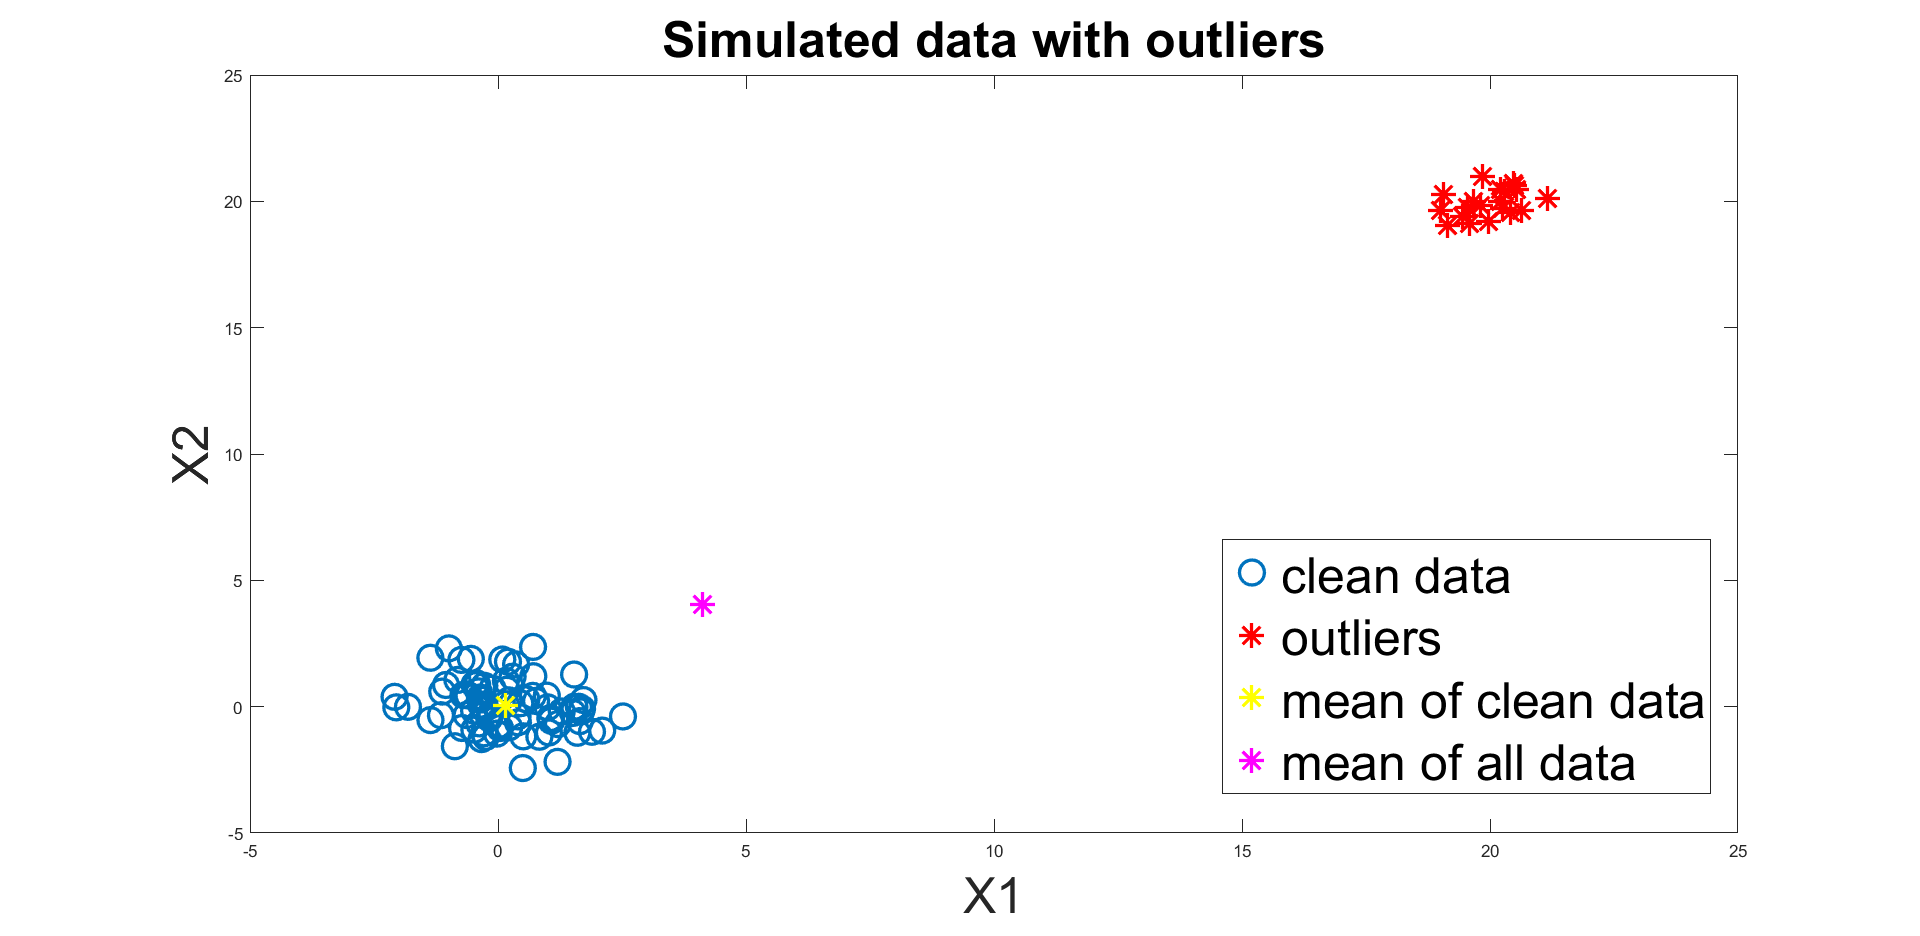 Simulated data with outliers
25
20
15
10
5
0
-5
X2
-5 0 5 10 15 20 25
X1
clean data
outliers
mean of clean data
mean of all data